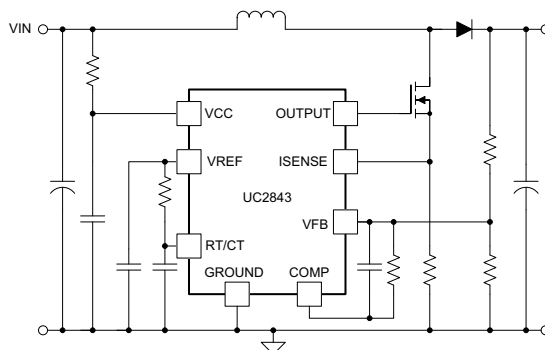 VIN
VCC
OUTPUT
VREF
ISENSE
UC2843
VFB
RT/CT
GROUND
COMP